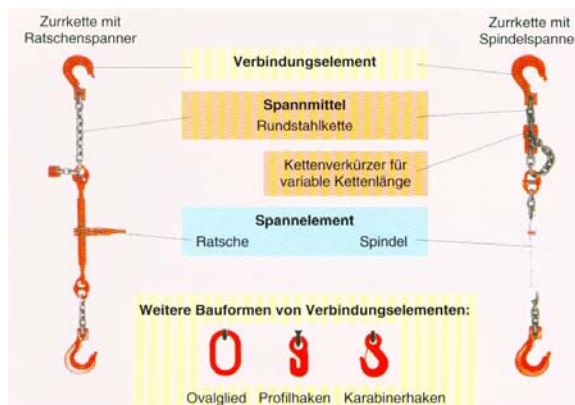 Zurrkette mit
Ratschenspanner
Zurrkette mit
Spindelspanner
Verbindungselement
Spannmittel
Rundstahlkette
Kettenverkürzer für
variable Kettenlänge
Spannelement
Ratsche Spindel
Weitere Bauformen von Verbindungselementen:
Ovalglied Profilhaken Karabinerhaken